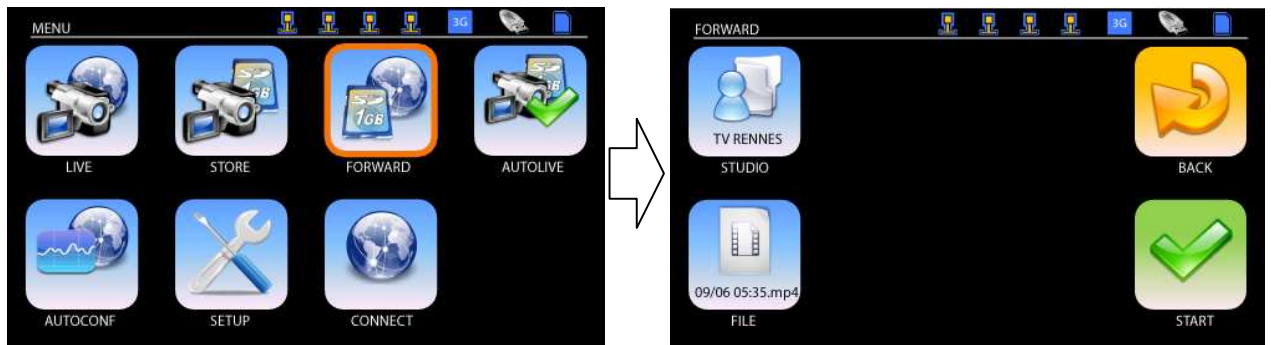 MENU
3G
1GB
1GB
1GB
LIVE
STORE
FORWARD
AUTOLIVE
AUTOCONF
SETUP
CONNECT
FORWARD
3G
TV RENNES
STUDIO
BACK
09/06 05:35.mp4
FILE
START